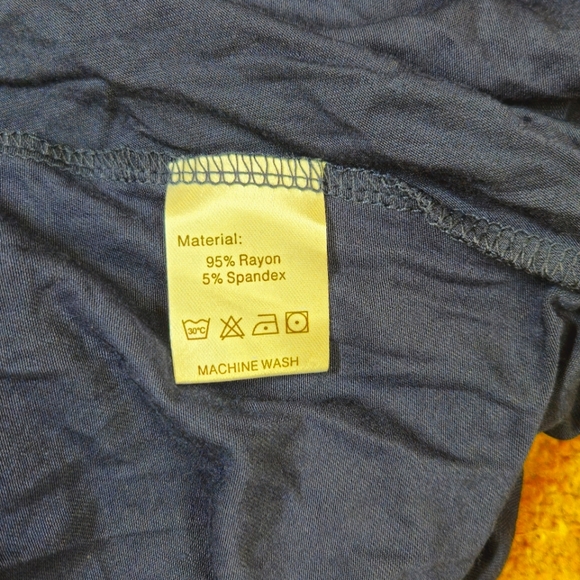 Material:
95% Rayon
5% Spandex
30°C
MACHINE WASH